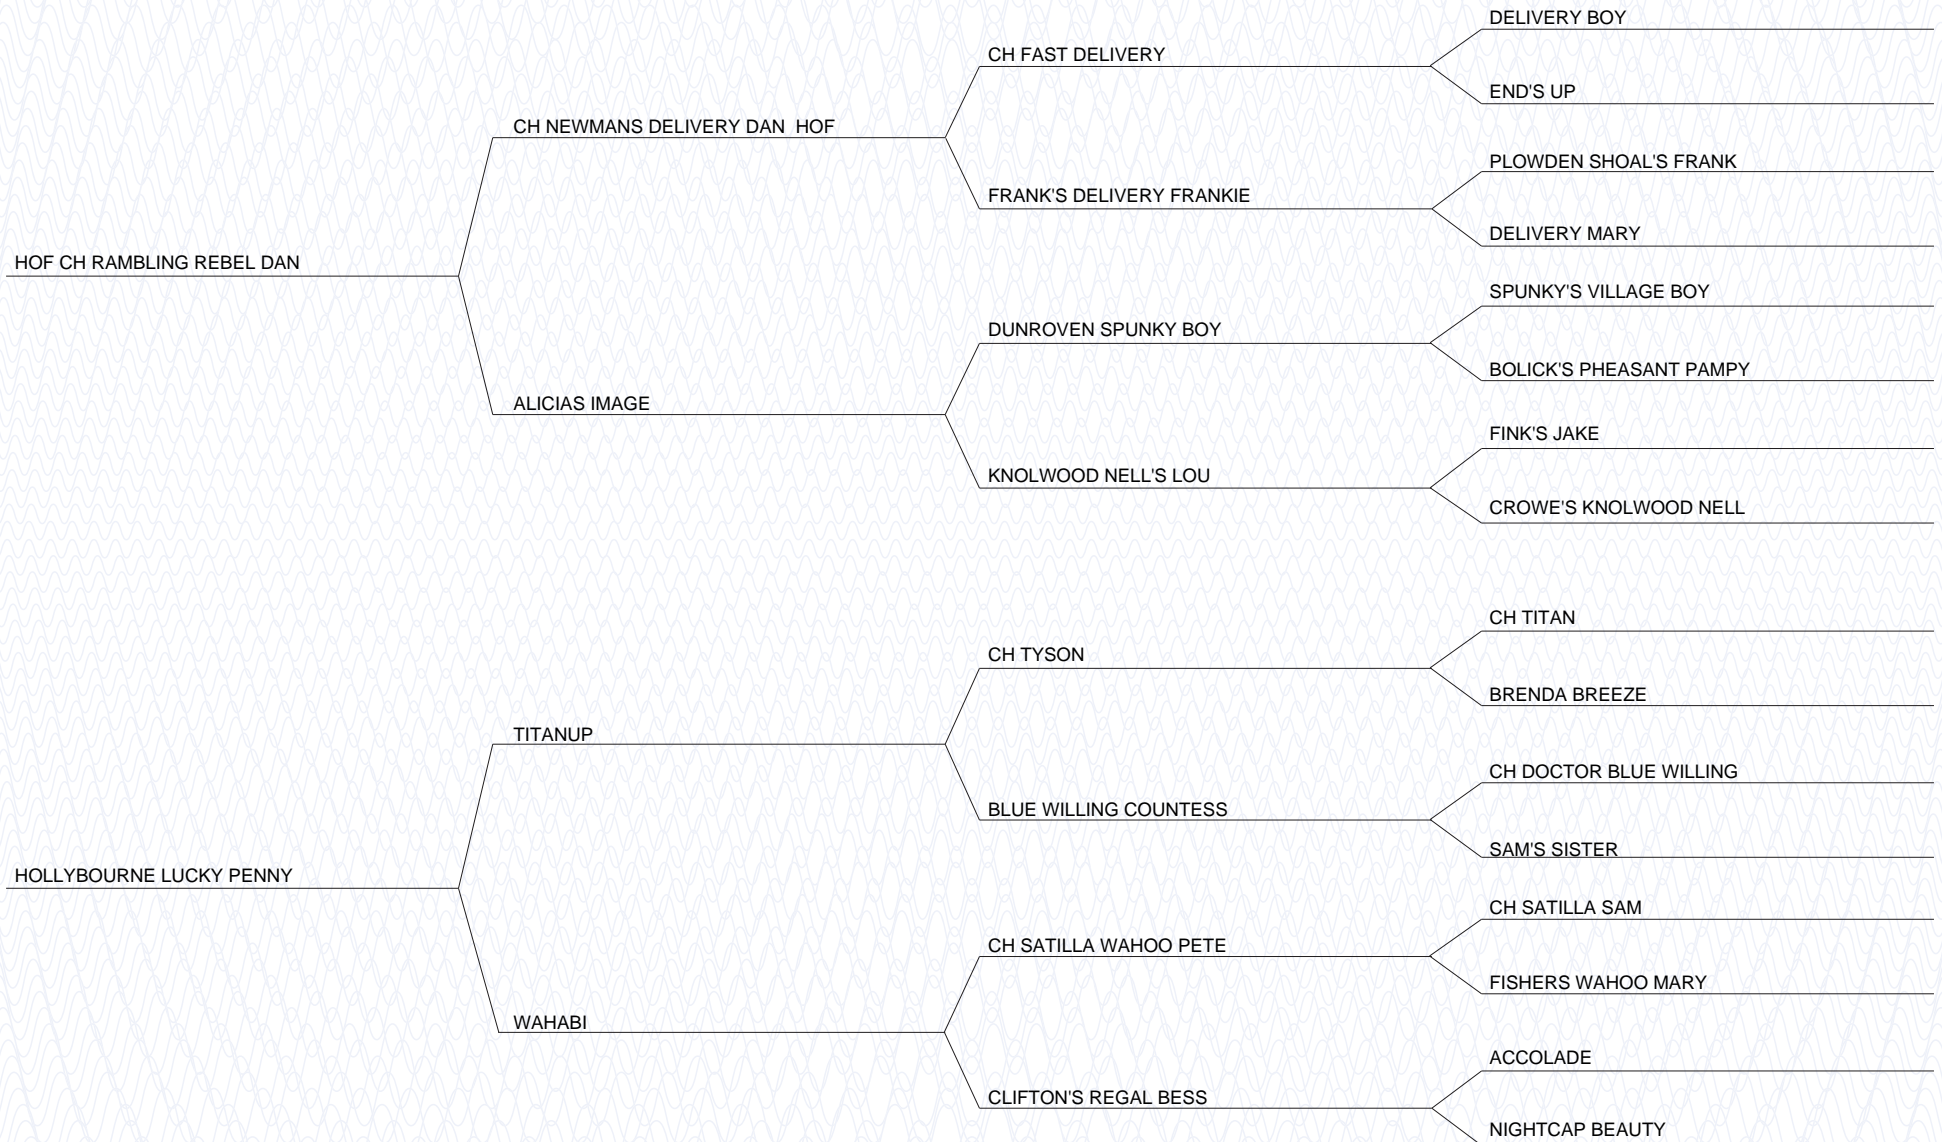 DELIVERY BOY
CH FAST DELIVERY
END'S UP
CH NEWMANS DELIVERY DAN  HOF
PLOWDEN SHOAL'S FRANK
FRANK'S DELIVERY FRANKIE
DELIVERY MARY
HOF CH RAMBLING REBEL DAN
SPUNKY'S VILLAGE BOY
DUNROVEN SPUNKY BOY
BOLICK'S PHEASANT PAMPY
ALICIAS IMAGE
FINK'S JAKE
KNOLWOOD NELL'S LOU
CROWE'S KNOLWOOD NELL
CH TITAN
CH TYSON
BRENDA BREEZE
TITANUP
CH DOCTOR BLUE WILLING
BLUE WILLING COUNTESS
SAM'S SISTER
HOLLYBOURNE LUCKY PENNY
CH SATILLA SAM
CH SATILLA WAHOO PETE
FISHERS WAHOO MARY
WAHABI
ACCOLADE
CLIFTON'S REGAL BESS
NIGHTCAP BEAUTY